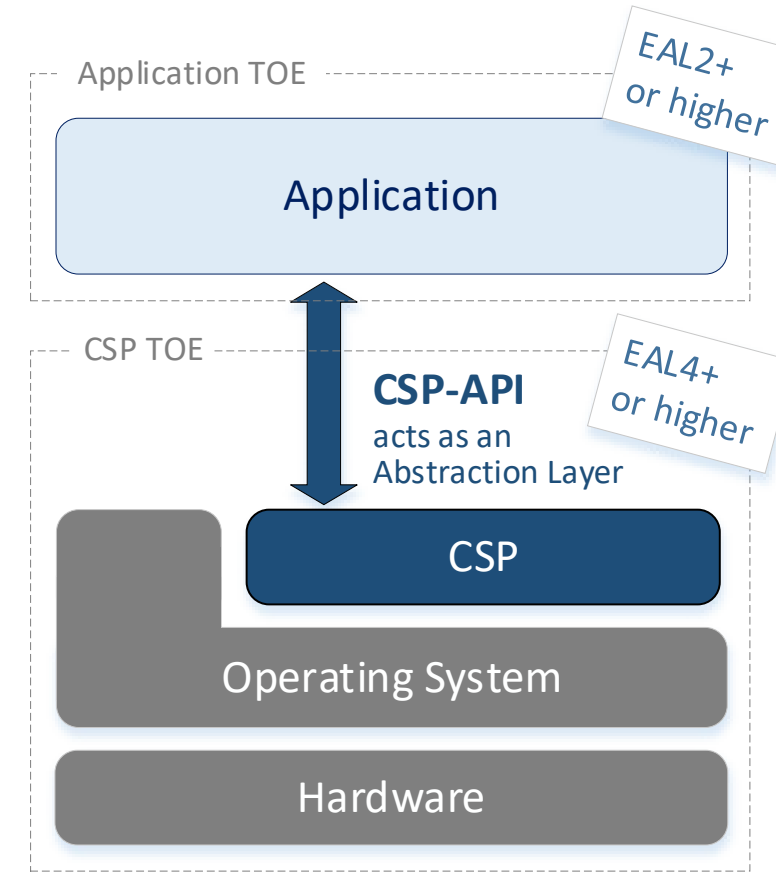 Application TOE
EAL2+
or higher
Application
CSP TOE
EAL4+
or higher
CSP-API
acts as an
Abstraction Layer
CSP
Operating System
Hardware